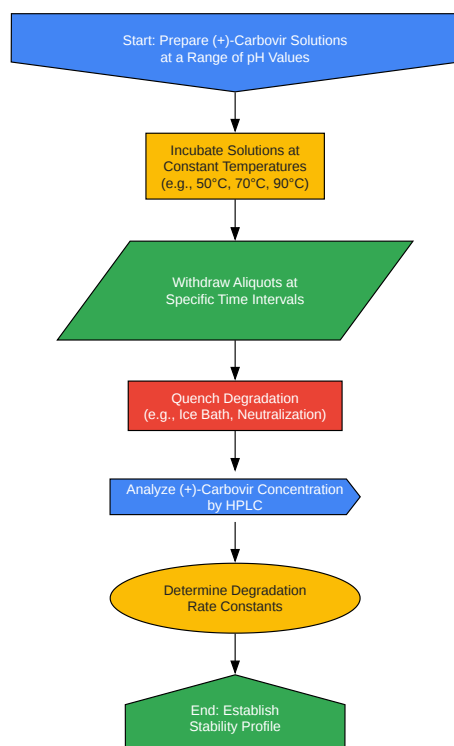 Start: Prepare (+)-Carbovir Solutions
at a Range of pH Values
Incubate Solutions at
Constant Temperatures
(e.g., 50°C, 70°C, 90°C)
Withdraw Aliquots at
Specific Time Intervals
Quench Degradation
(e.g., Ice Bath, Neutralization)
Analyze (+)-Carbovir Concentration
by HPLC
Determine Degradation
Rate Constants
End: Establish
Stability Profile